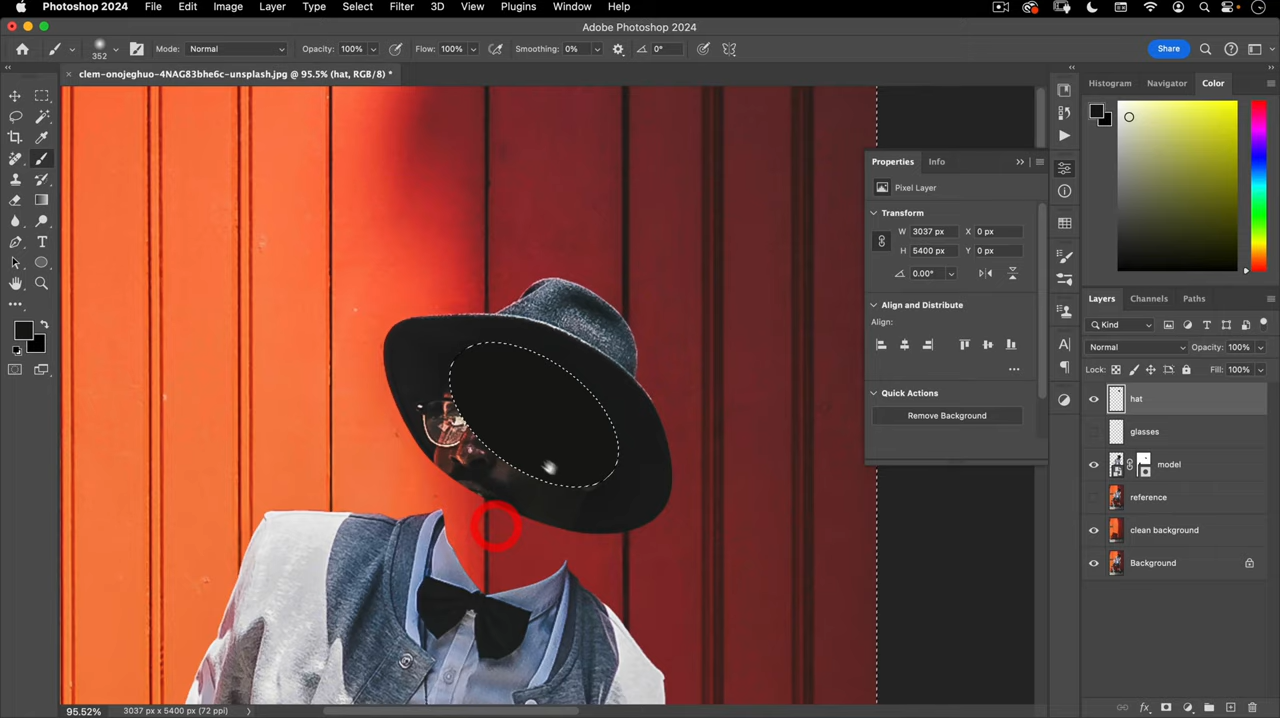 Photoshop 2024 File Edit Image Layer Type Select Filter 3D View Plugins Window Help
Adobe Photoshop 2024
352 Mode: Normal Opacity: 100% Flow: 100% Smoothing: 0% 0° Share
clem-onojeghuo-4NAG83bhe6c-unsplash.jpg @ 95.5% (hat, RGB/8) *
Histogram Navigator Color
Properties Info
Pixel Layer
Transform
W 3037 px X 0 px
H 5400 px Y 0 px
0.00°
Align and Distribute
Align:
Quick Actions
Remove Background
Layers Channels Paths
Kind
Normal Opacity: 100%
Lock: Fill: 100%
hat
glasses
model
reference
clean background
Background
95.52% 3037 px x 5400 px (72 ppi)